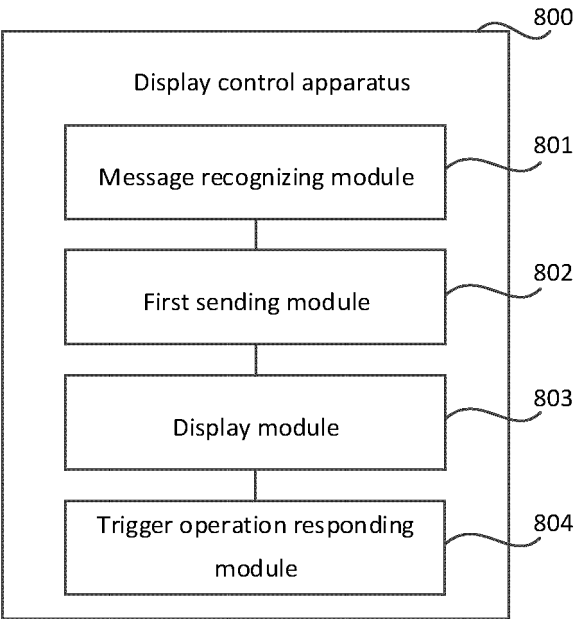 800
Display control apparatus
801
Message recognizing module
802
First sending module
803
Display module
804
Trigger operation responding
module